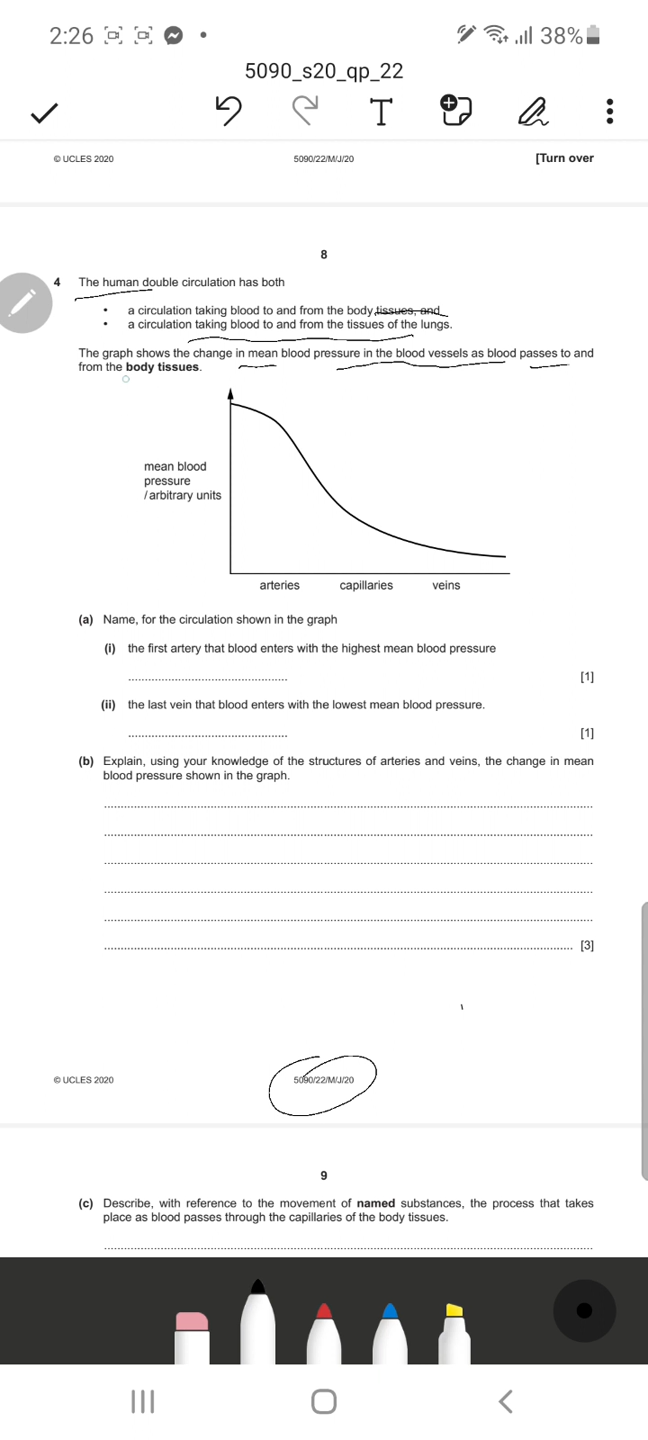 2:26 38%
5090_s20_qp_22
T
© UCLES 2020 5090/22/M/J/20 [Turn over
8
4 The human double circulation has both
• a circulation taking blood to and from the body tissues, and
• a circulation taking blood to and from the tissues of the lungs.
The graph shows the change in mean blood pressure in the blood vessels as blood passes to and
from the body tissues.
mean blood
pressure
/ arbitrary units
arteries capillaries veins
(a) Name, for the circulation shown in the graph
(i) the first artery that blood enters with the highest mean blood pressure
[1]
(ii) the last vein that blood enters with the lowest mean blood pressure.
[1]
(b) Explain, using your knowledge of the structures of arteries and veins, the change in mean
blood pressure shown in the graph.
[3]
© UCLES 2020 5090/22/M/J/20
9
(c) Describe, with reference to the movement of named substances, the process that takes
place as blood passes through the capillaries of the body tissues.